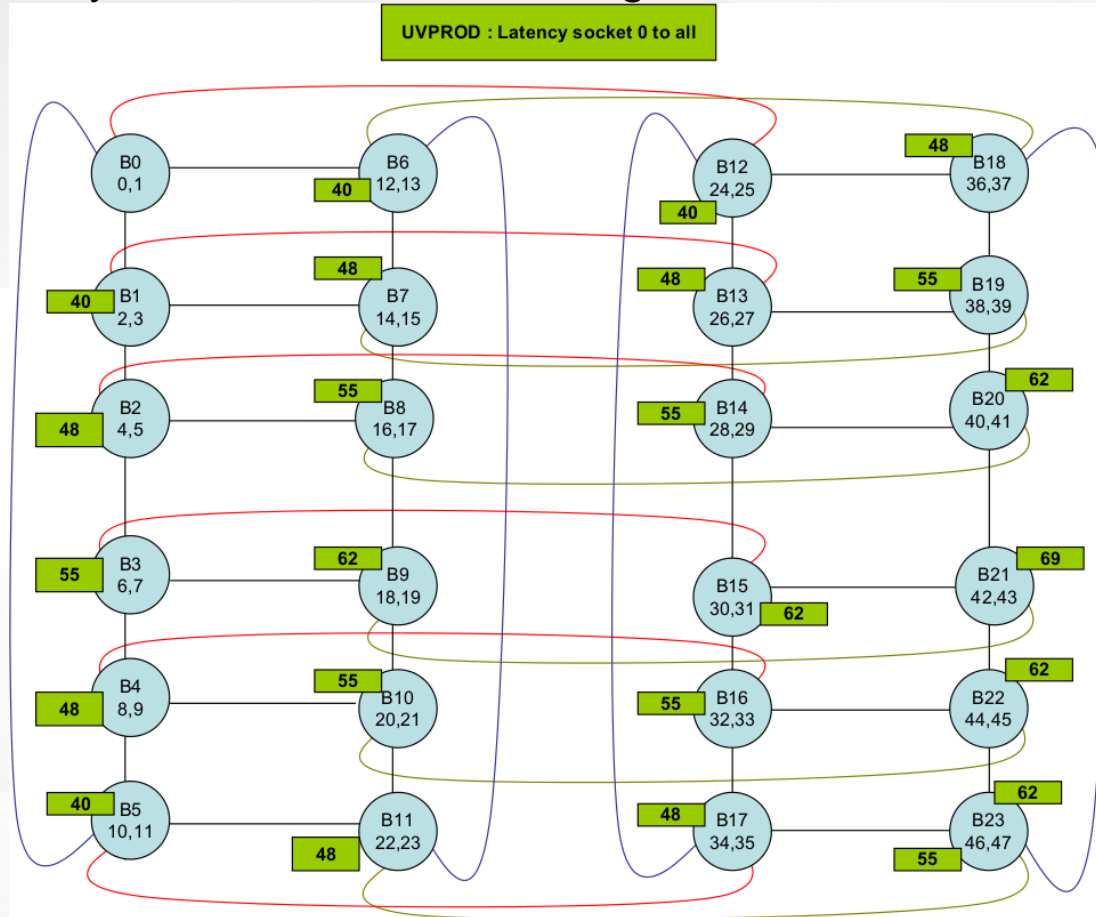 UVPROD : Latency socket 0 to all
B0
0,1
B6
12,13
40
B12
24,25
40
48
B18
36,37
40
B1
2,3
48
B7
14,15
48
B13
26,27
55
B19
38,39
48
B2
4,5
55
B8
16,17
55
B14
28,29
62
B20
40,41
55
B3
6,7
62
B9
18,19
B15
30,31
62
69
B21
42,43
48
B4
8,9
55
B10
20,21
55
B16
32,33
62
B22
44,45
40
B5
10,11
48
B11
22,23
48
B17
34,35
62
B23
46,47
55